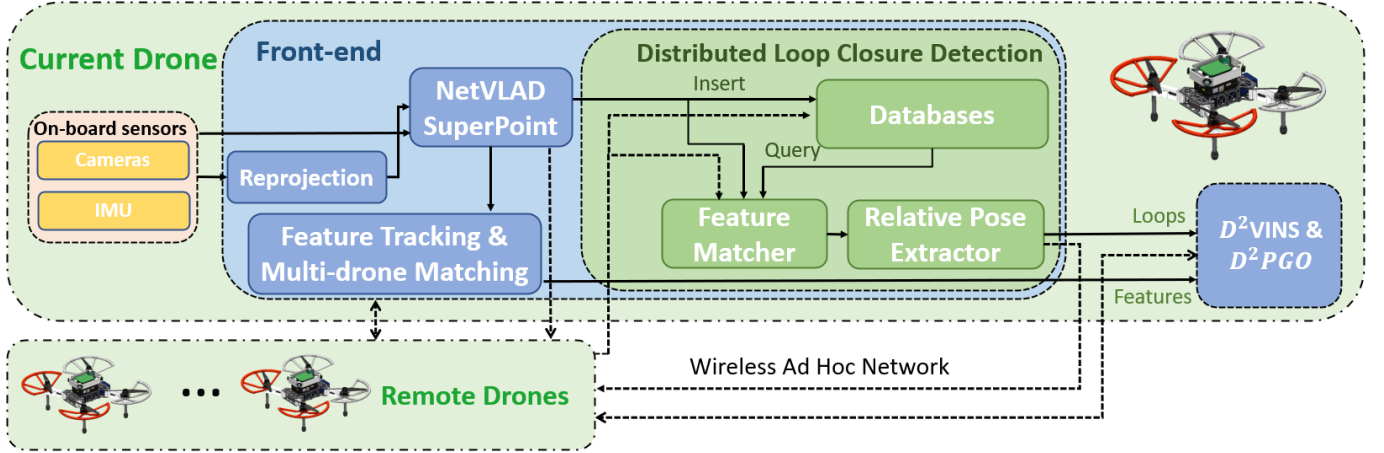 Current Drone
Front-end
Distributed Loop Closure Detection
On-board sensors
Cameras
IMU
Reprojection
NetVLAD
SuperPoint
Insert
Databases
Query
Feature Tracking &
Multi-drone Matching
Feature
Matcher
Relative Pose
Extractor
Loops
D²VINS &
D²PGO
Features
Wireless Ad Hoc Network
...
Remote Drones